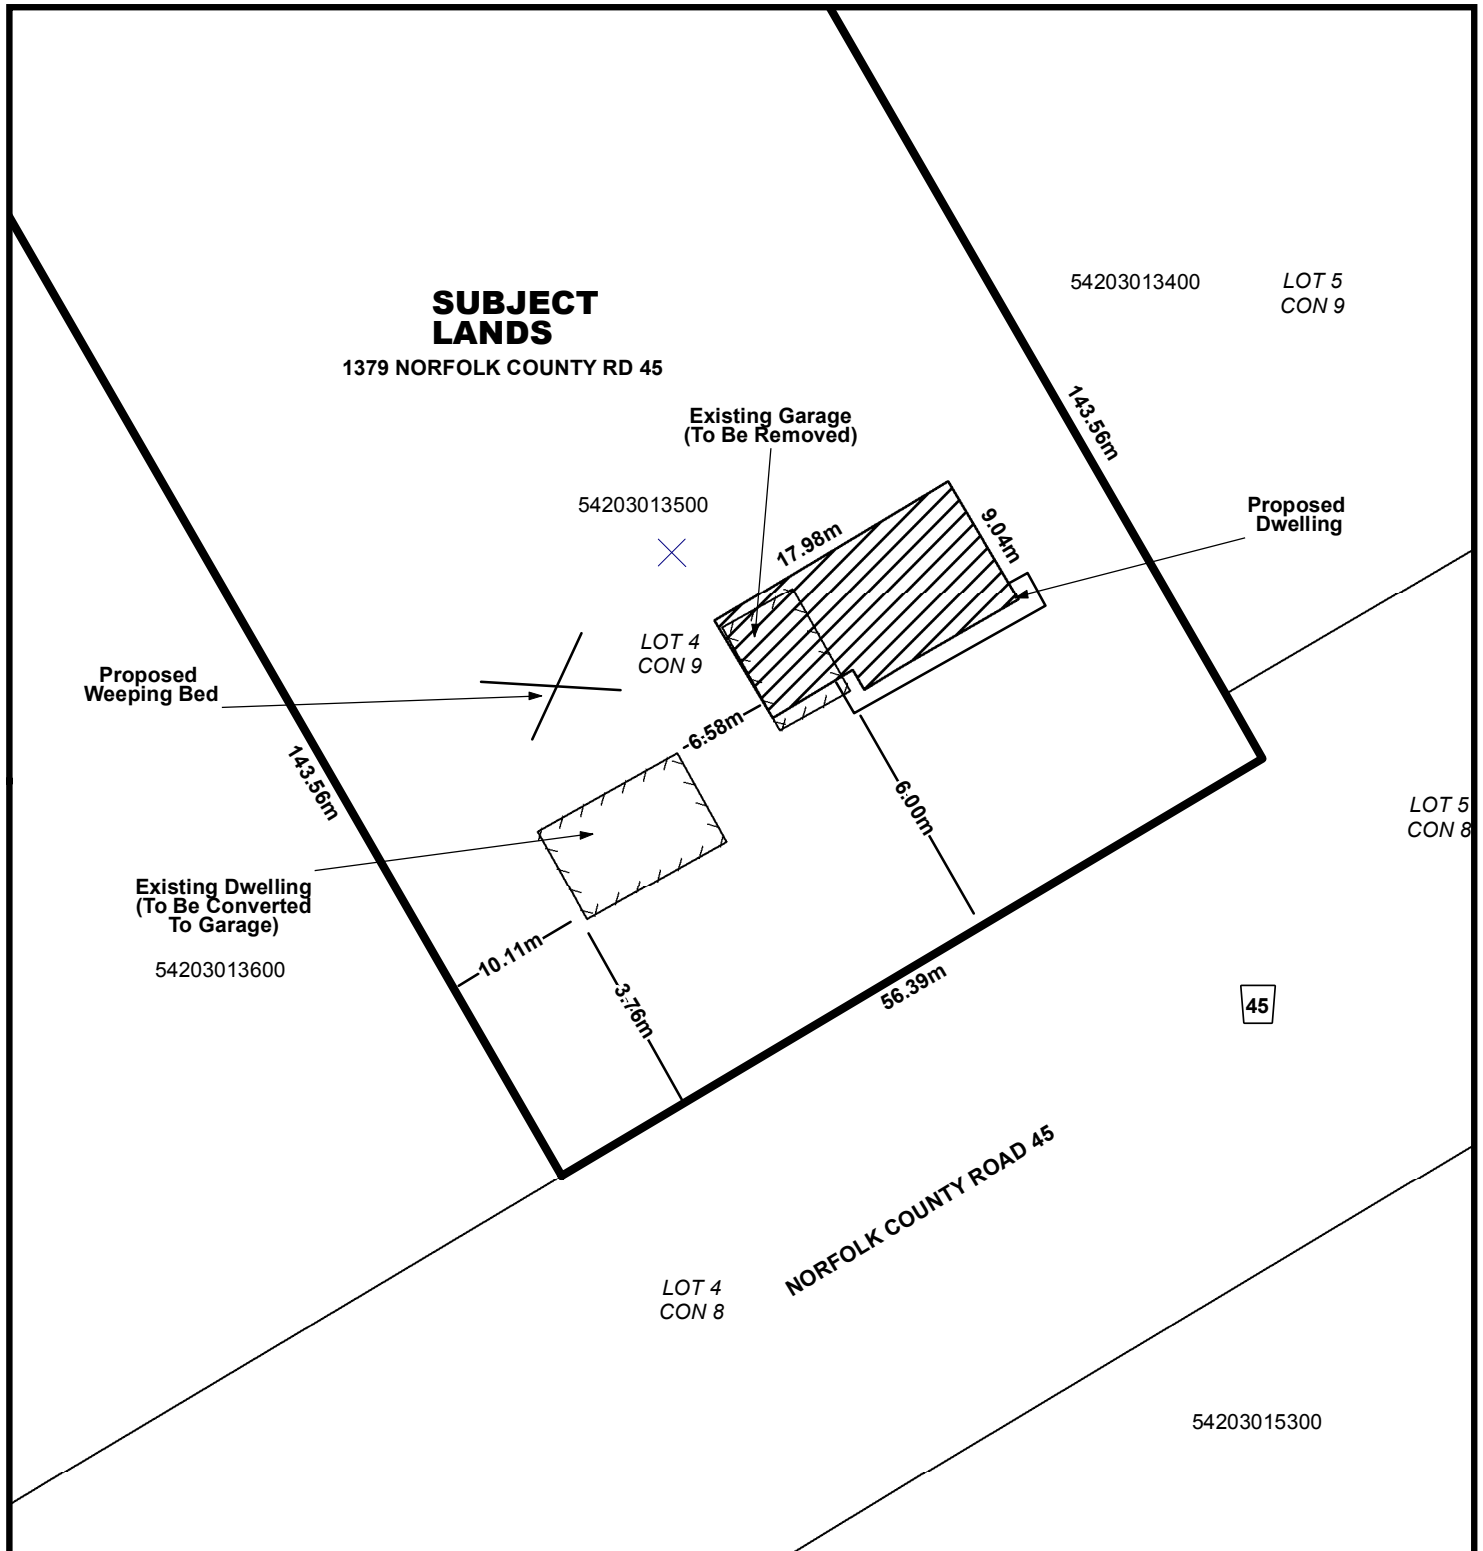 54203013400
LOT 5
CON 9
SUBJECT
LANDS
1379 NORFOLK COUNTY RD 45
143.56m
Existing Garage
(To Be Removed)
54203013500
17.98m
9.04m
Proposed
Dwelling
LOT 4
CON 9
Proposed
Weeping Bed
6.58m
143.56m
6.00m
LOT 5
CON 8
Existing Dwelling
(To Be Converted
To Garage)
54203013600
10.11m
3.76m
56.39m
45
NORFOLK COUNTY ROAD 45
LOT 4
CON 8
54203015300